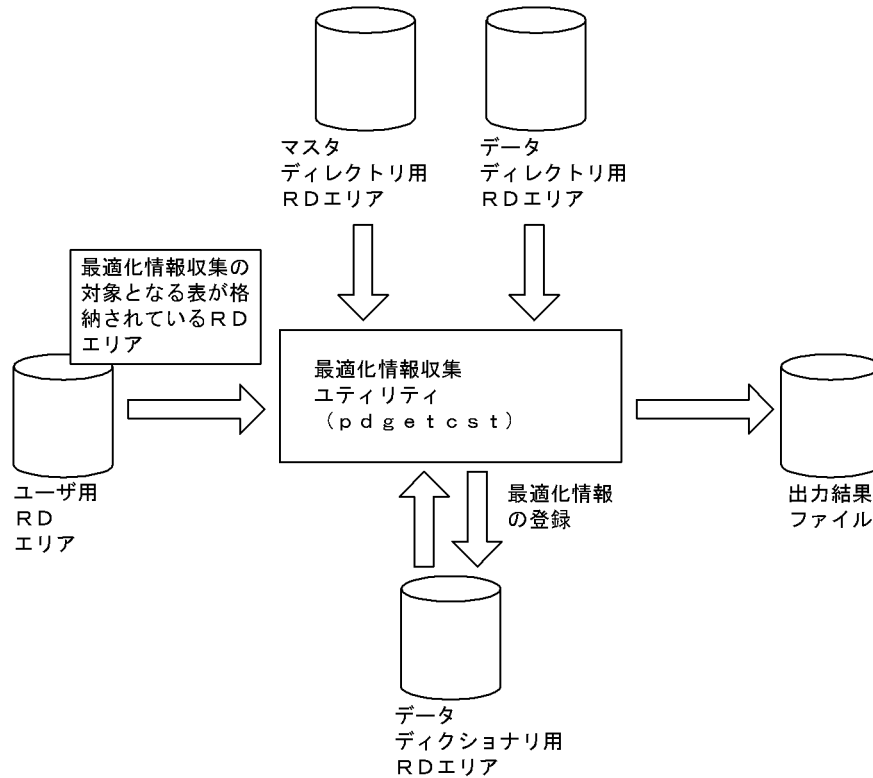 マスタ
ディレクトリ用
ＲＤエリア
データ
ディレクトリ用
ＲＤエリア
最適化情報収集の
対象となる表が格
納されているＲＤ
エリア
最適化情報収集
ユティリティ
（ｐｄｇｅｔｃｓｔ）
ユーザ用
ＲＤ
エリア
最適化情報
の登録
出力結果
ファイル
データ
ディクショナリ用
ＲＤエリア